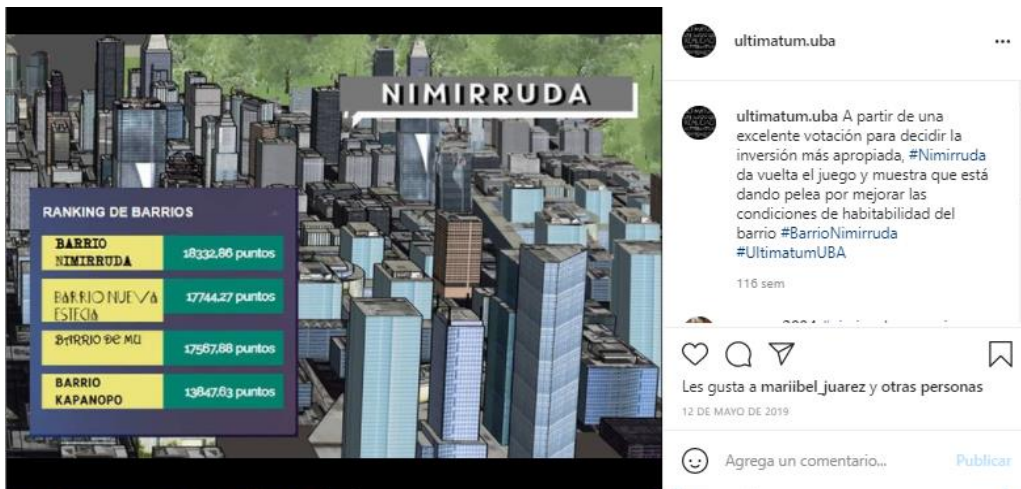 NIMIRRUDA
RANKING DE BARRIOS
BARRIO
NIMIRRUDA
18332,86 puntos
BARRIO NUEVA
ESTECIA
17744,27 puntos
BARRIO DE MU
17567,88 puntos
BARRIO
KAPANOPO
13847,63 puntos
ultimatum.uba
ultimatum.uba A partir de una
excelente votación para decidir la
inversión más apropiada, #Nimirruda
da vuelta el juego y muestra que está
dando pelea por mejorar las
condiciones de habitabilidad del
barrio #BarrioNimirruda
#UltimatumUBA
116 sem
Les gusta a mariibel_juarez y otras personas
12 DE MAYO DE 2019
Agrega un comentario...
Publicar